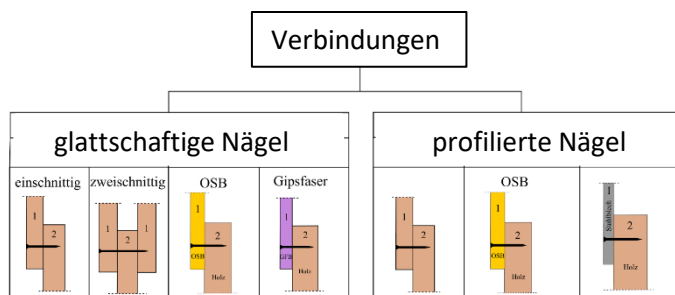 Verbindungen
glattschaftige Nägel
profilierte Nägel
einschnittig
zweischnittig
OSB
Gipsfaser
OSB
1
2
1
2
1
1
2
OSB
Holz
1
2
GFB
Holz
1
2
1
2
OSB
Holz
1
Stahlblech
2
Holz